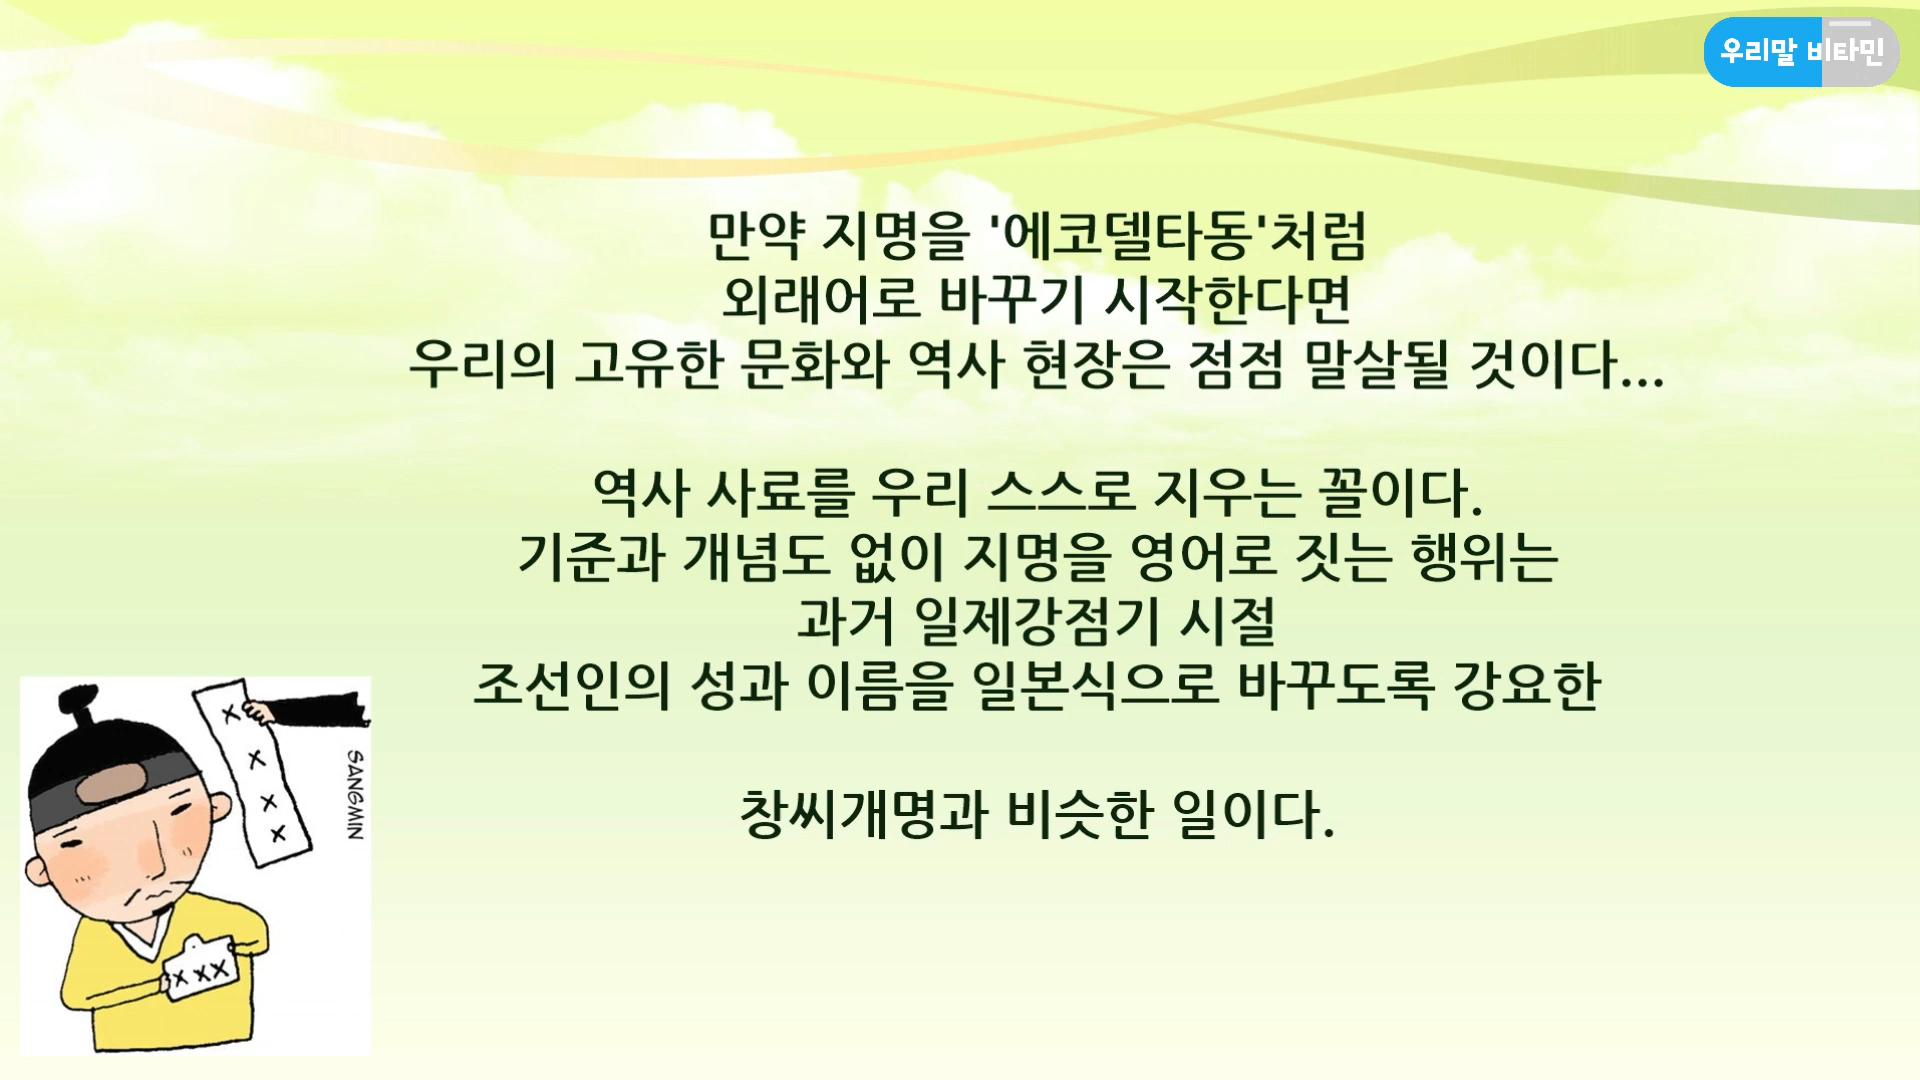 우리말 비타민
만약 지명을 '에코델타동'처럼
외래어로 바꾸기 시작한다면
우리의 고유한 문화와 역사 현장은 점점 말살될 것이다...
역사 사료를 우리 스스로 지우는 꼴이다.
기준과 개념도 없이 지명을 영어로 짓는 행위는
과거 일제강점기 시절
조선인의 성과 이름을 일본식으로 바꾸도록 강요한
창씨개명과 비슷한 일이다.
X
X
X
X
SANGMIN
X X X